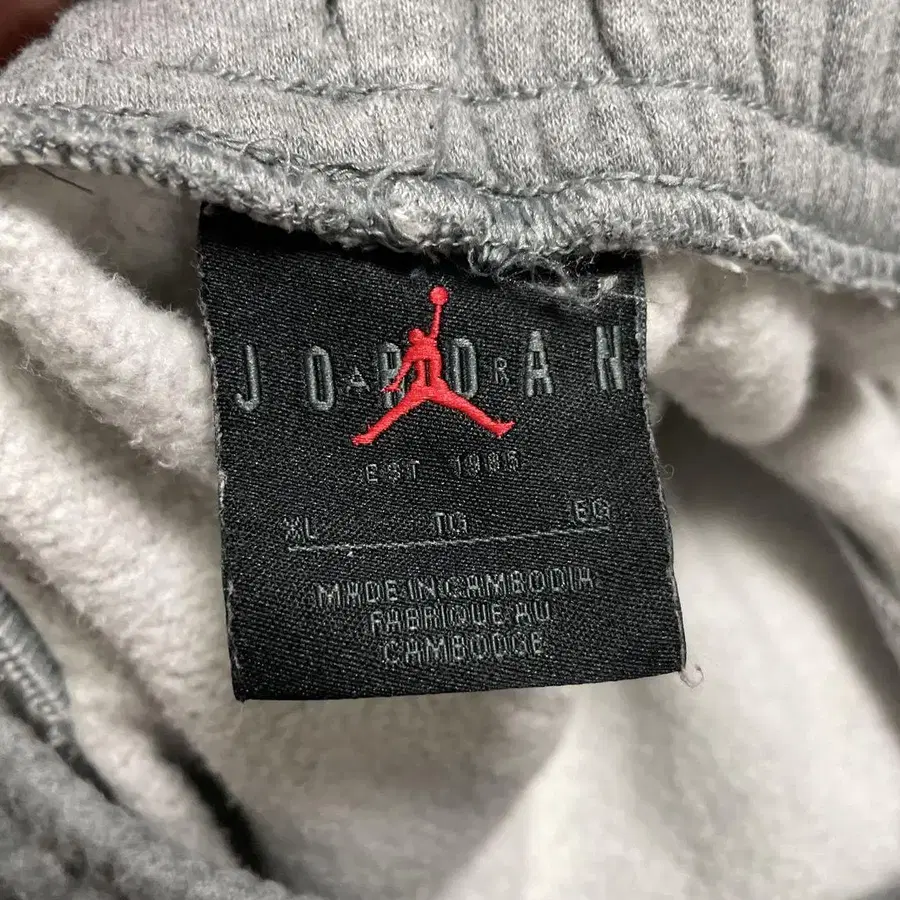 JORDAN
AIR
EST 1985
XL TG EG
MADE IN CAMBODIA
FABRIQUE AU
CAMBODGE